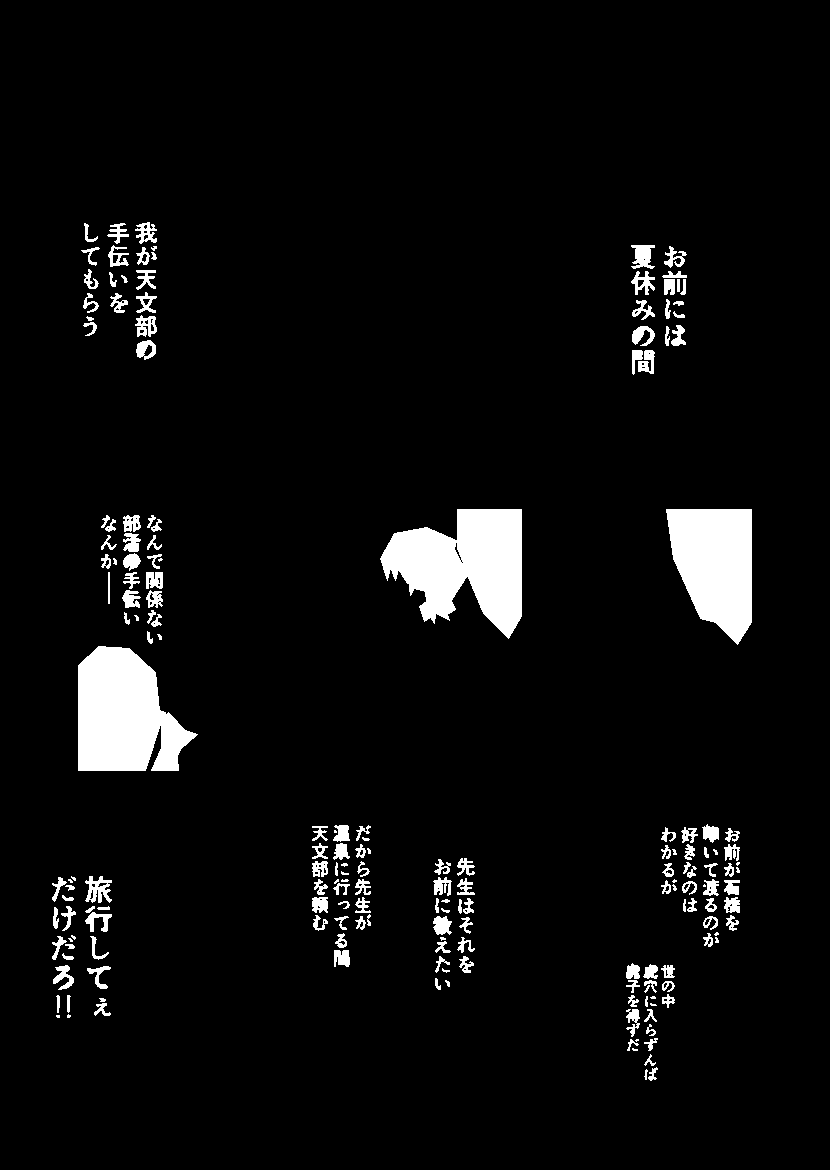 お前には
夏休みの間
我が天文部の
手伝いを
してもらう
なんで関係ない
部活の手伝い
なんか――
お前が石橋を
叩いて渡るのが
好きなのは
わかるが
世の中
虎穴に入らずんば
虎子を得ずだ
先生はそれを
お前に教えたい
だから先生が
温泉に行ってる間
天文部を頼む
旅行してぇ
だけだろ!!